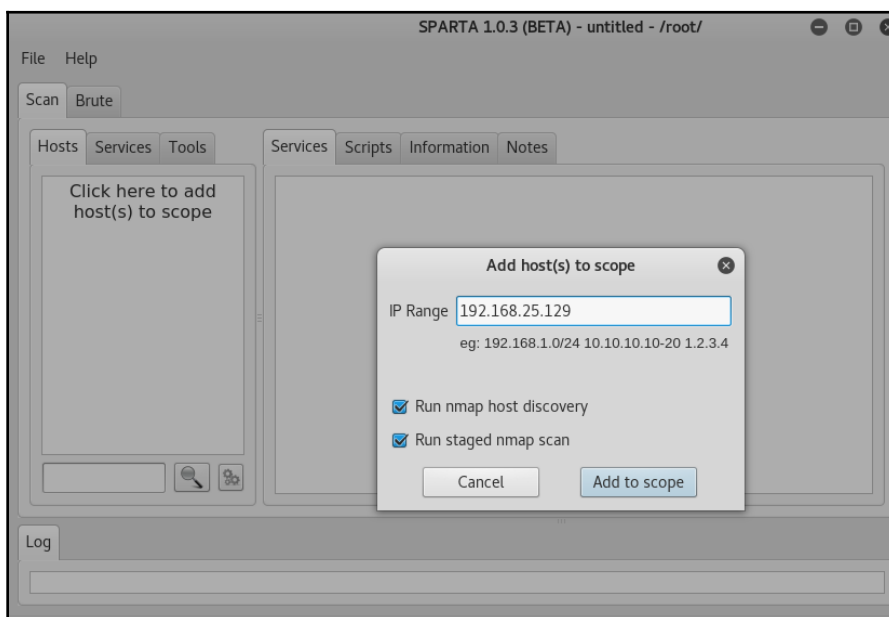 SPARTA 1.0.3 (BETA) - untitled - /root/
File Help
Scan Brute
Hosts Services Tools
Services Scripts Information Notes
Click here to add
host(s) to scope
Add host(s) to scope
IP Range 192.168.25.129
eg: 192.168.1.0/24 10.10.10.10-20 1.2.3.4
Run nmap host discovery
Run staged nmap scan
Cancel Add to scope
Log